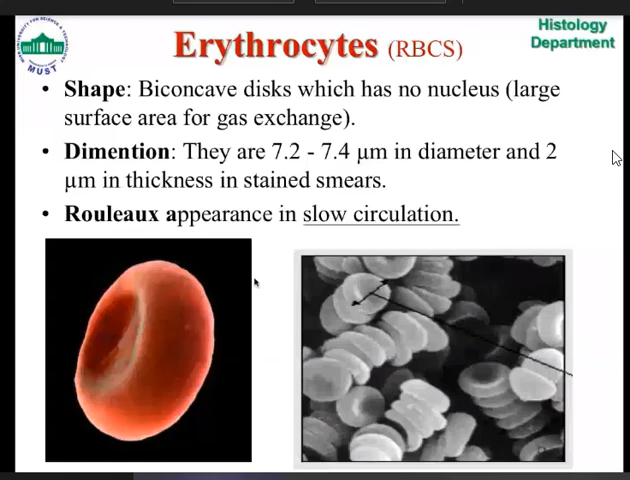 Erythrocytes (RBCS)
Histology
Department
MUST
• Shape: Biconcave disks which has no nucleus (large
surface area for gas exchange).
• Dimention: They are 7.2 - 7.4 µm in diameter and 2
µm in thickness in stained smears.
• Rouleaux appearance in slow circulation.